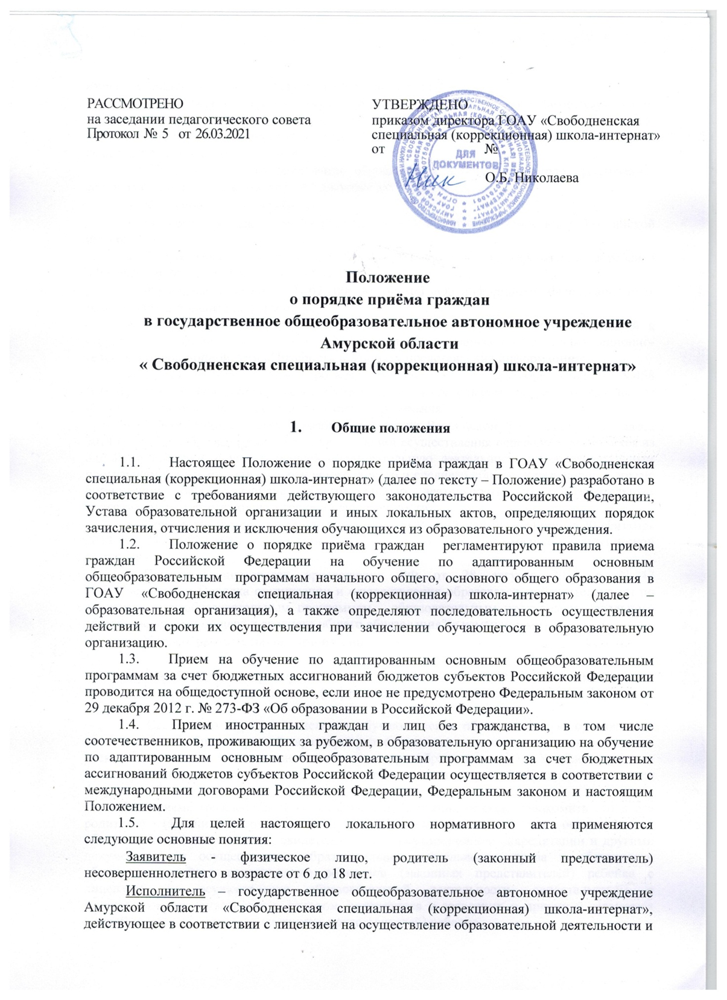 РАССМОТРЕНО
на заседании педагогического совета
Протокол № 5 от 26.03.2021
УТВЕРЖДЕНО
приказом директора ГОАУ «Свободненская
специальная (коррекционная) школа-интернат»
от №
О.Б. Николаева
ДЛЯ
ДОКУМЕНТОВ
Положение
о порядке приёма граждан
в государственное общеобразовательное автономное учреждение
Амурской области
« Свободненская специальная (коррекционная) школа-интернат»
1. Общие положения
1.1. Настоящее Положение о порядке приёма граждан в ГОАУ «Свободненская
специальная (коррекционная) школа-интернат» (далее по тексту – Положение) разработано в
соответствие с требованиями действующего законодательства Российской Федерации,
Устава образовательной организации и иных локальных актов, определяющих порядок
зачисления, отчисления и исключения обучающихся из образовательного учреждения.
1.2. Положение о порядке приёма граждан регламентируют правила приема
граждан Российской Федерации на обучение по адаптированным основным
общеобразовательным программам начального общего, основного общего образования в
ГОАУ «Свободненская специальная (коррекционная) школа-интернат» (далее –
образовательная организация), а также определяют последовательность осуществления
действий и сроки их осуществления при зачислении обучающегося в образовательную
организацию.
1.3. Прием на обучение по адаптированным основным общеобразовательным
программам за счет бюджетных ассигнований бюджетов субъектов Российской Федерации
проводится на общедоступной основе, если иное не предусмотрено Федеральным законом от
29 декабря 2012 г. № 273-ФЗ «Об образовании в Российской Федерации».
1.4. Прием иностранных граждан и лиц без гражданства, в том числе
соотечественников, проживающих за рубежом, в образовательную организацию на обучение
по адаптированным основным общеобразовательным программам за счет бюджетных
ассигнований бюджетов субъектов Российской Федерации осуществляется в соответствии с
международными договорами Российской Федерации, Федеральным законом и настоящим
Положением.
1.5. Для целей настоящего локального нормативного акта применяются
следующие основные понятия:
Заявитель - физическое лицо, родитель (законный представитель)
несовершеннолетнего в возрасте от 6 до 18 лет.
Исполнитель – государственное общеобразовательное автономное учреждение
Амурской области «Свободненская специальная (коррекционная) школа-интернат»,
действующее в соответствии с лицензией на осуществление образовательной деятельности и